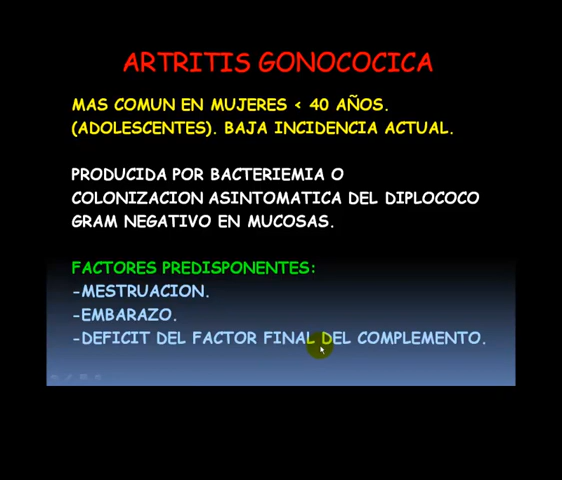 ARTRITIS GONOCOCICA
MAS COMUN EN MUJERES < 40 AÑOS.
(ADOLESCENTES). BAJA INCIDENCIA ACTUAL.
PRODUCIDA POR BACTERIEMIA O
COLONIZACION ASINTOMATICA DEL DIPLOCOCO
GRAM NEGATIVO EN MUCOSAS.
FACTORES PREDISPONENTES:
-MESTRUACION.
-EMBARAZO.
-DEFICIT DEL FACTOR FINAL DEL COMPLEMENTO.